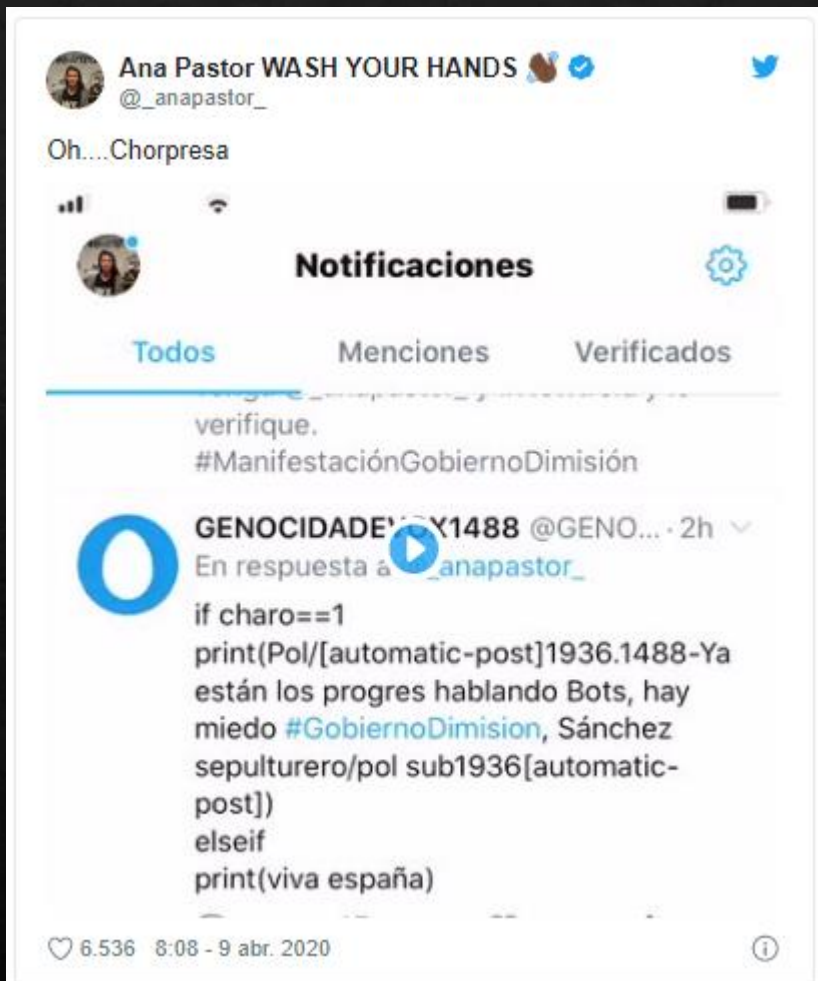 Ana Pastor WASH YOUR HANDS 👋🏾
@_anapastor_
Oh....Chorpresa
Notificaciones
Todos Menciones Verificados
verifique.
#ManifestaciónGobiernoDimisión
GENOCIDADEVOX1488 @GENO... · 2h
En respuesta a _anapastor_
if charo==1
print(Pol/[automatic-post]1936.1488-Ya
están los progres hablando Bots, hay
miedo #GobiernoDimision, Sánchez
sepulturero/pol sub1936[automatic-
post])
elseif
print(viva españa)
6.536 8:08 - 9 abr. 2020